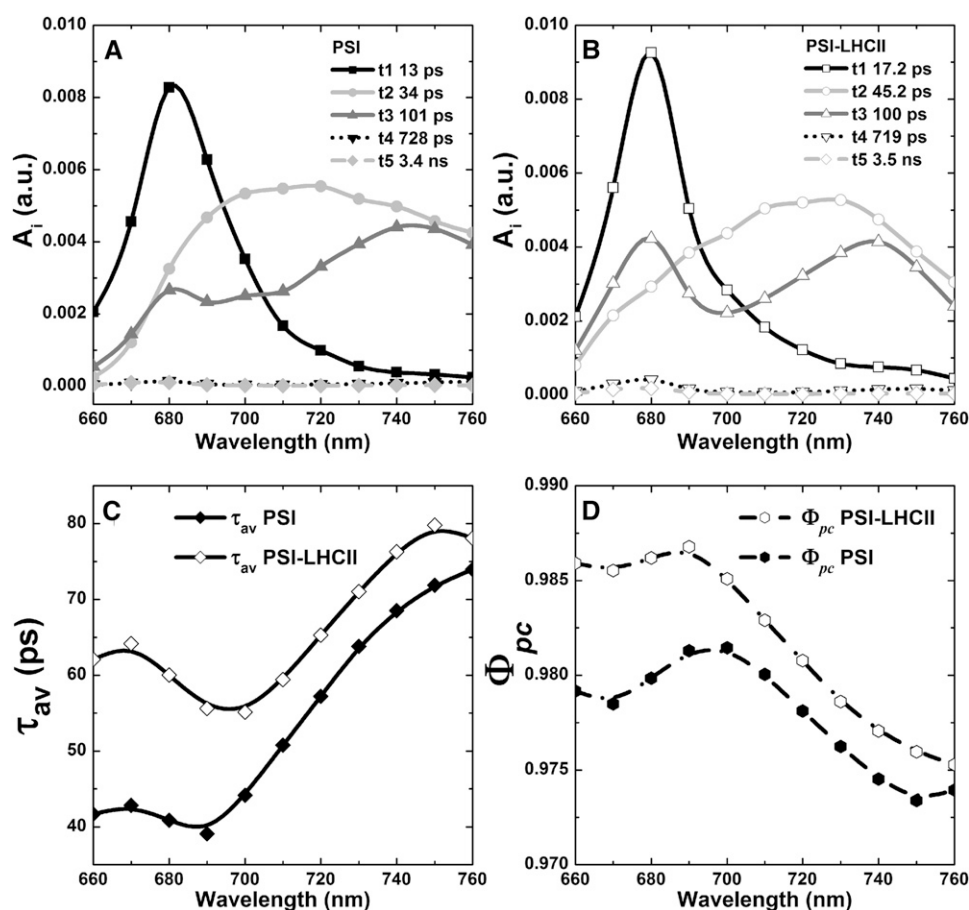 A
PSI
t1 13 ps
t2 34 ps
t3 101 ps
t4 728 ps
t5 3.4 ns
0.010
0.008
0.006
0.004
0.002
0.000
Ai (a.u.)
660 680 700 720 740 760
Wavelength (nm)
B
PSI-LHCII
t1 17.2 ps
t2 45.2 ps
t3 100 ps
t4 719 ps
t5 3.5 ns
0.010
0.008
0.006
0.004
0.002
0.000
Ai (a.u.)
660 680 700 720 740 760
Wavelength (nm)
C
τav PSI
τav PSI-LHCII
80
70
60
50
40
τav (ps)
660 680 700 720 740 760
Wavelength (nm)
D
Φpc PSI-LHCII
Φpc PSI
0.990
0.985
0.980
0.975
0.970
Φpc
660 680 700 720 740 760
Wavelength (nm)